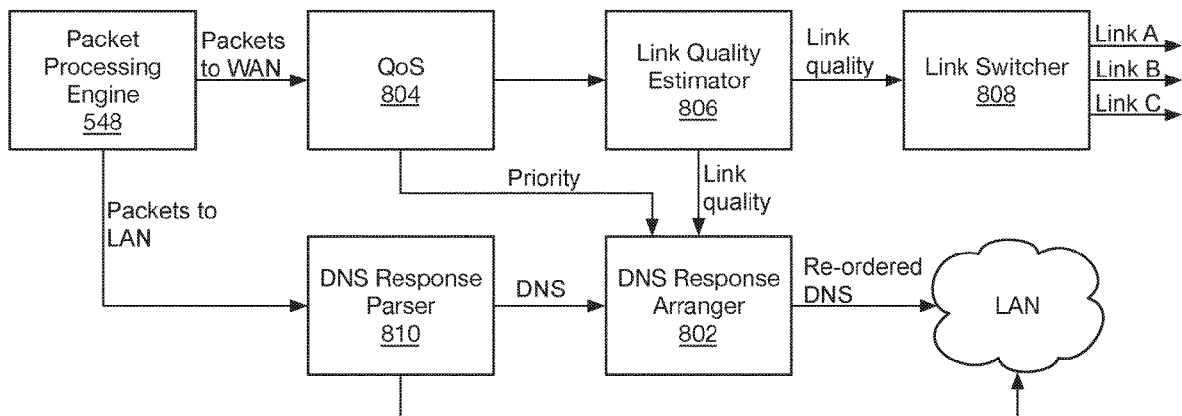 Packet
Processing
Engine
548
Packets
to WAN
QoS
804
Link Quality
Estimator
806
Link
quality
Link Switcher
808
Link A
Link B
Link C
Packets to
LAN
Priority
Link
quality
DNS Response
Parser
810
DNS
DNS Response
Arranger
802
Re-ordered
DNS
LAN